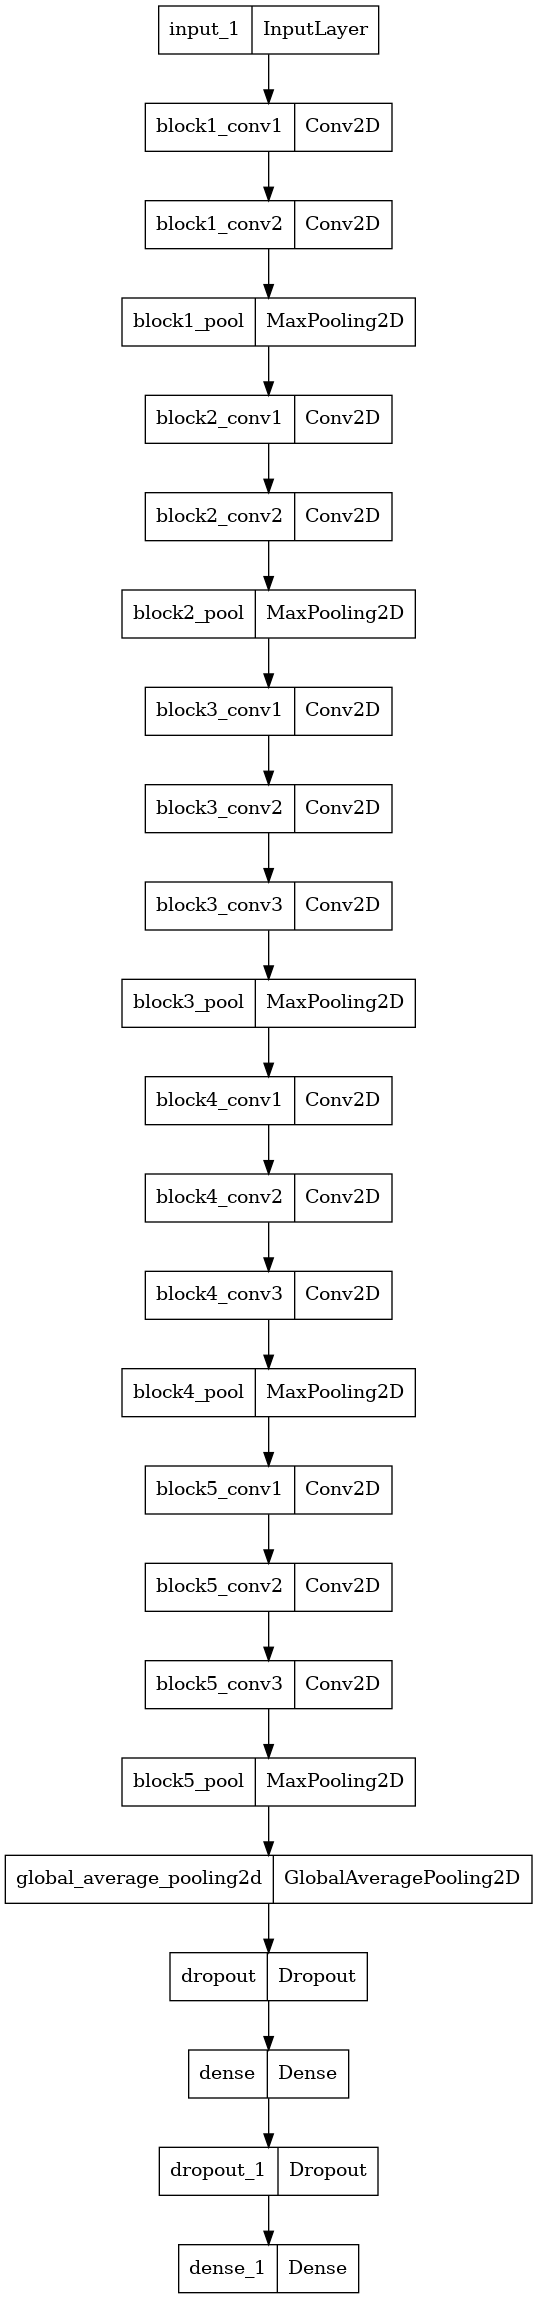 input_1 InputLayer
block1_conv1 Conv2D
block1_conv2 Conv2D
block1_pool MaxPooling2D
block2_conv1 Conv2D
block2_conv2 Conv2D
block2_pool MaxPooling2D
block3_conv1 Conv2D
block3_conv2 Conv2D
block3_conv3 Conv2D
block3_pool MaxPooling2D
block4_conv1 Conv2D
block4_conv2 Conv2D
block4_conv3 Conv2D
block4_pool MaxPooling2D
block5_conv1 Conv2D
block5_conv2 Conv2D
block5_conv3 Conv2D
block5_pool MaxPooling2D
global_average_pooling2d GlobalAveragePooling2D
dropout Dropout
dense Dense
dropout_1 Dropout
dense_1 Dense